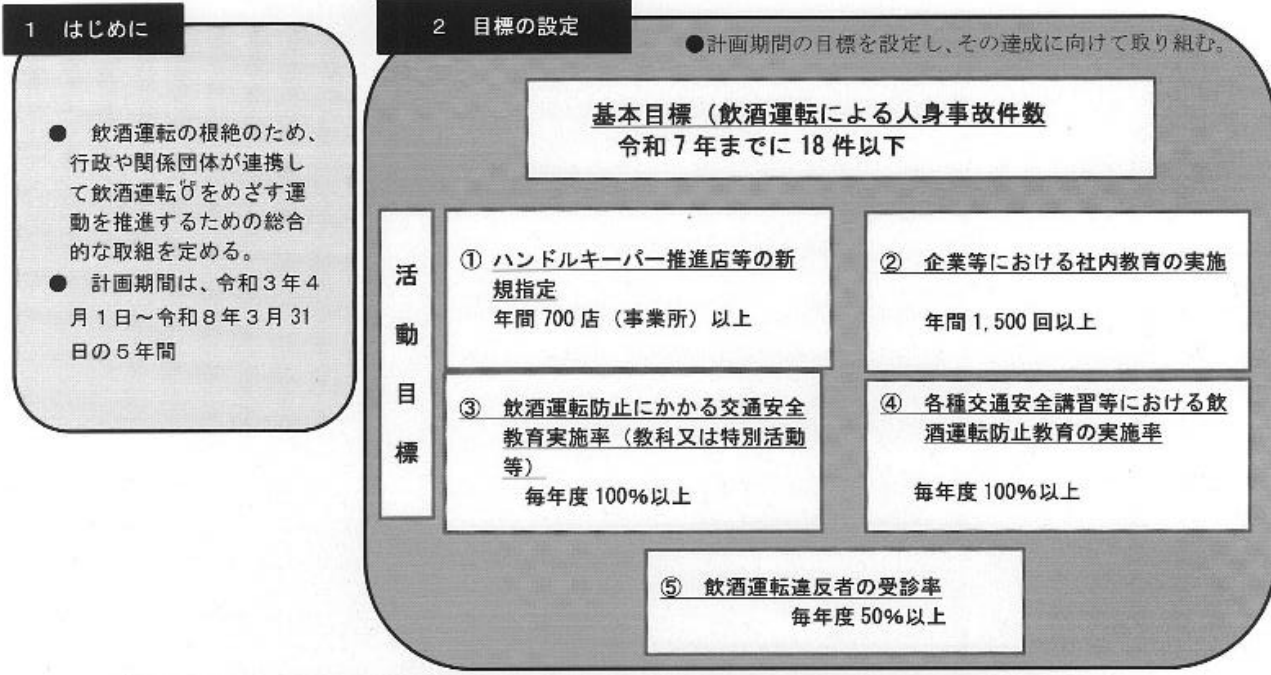 1 はじめに
● 飲酒運転の根絶のため、
行政や関係団体が連携し
て飲酒運転0をめざす運
動を推進するための総合
的な取組を定める。
● 計画期間は、令和3年4
月1日～令和8年3月31
日の5年間
2 目標の設定
●計画期間の目標を設定し、その達成に向けて取り組む。
基本目標（飲酒運転による人身事故件数
令和7年までに18件以下
活動目標
① ハンドルキーパー推進店等の新
規指定
年間700店（事業所）以上
② 企業等における社内教育の実施
年間1,500回以上
③ 飲酒運転防止にかかる交通安全
教育実施率（教科又は特別活動
等）
毎年度100％以上
④ 各種交通安全講習等における飲
酒運転防止教育の実施率
毎年度100％以上
⑤ 飲酒運転違反者の受診率
毎年度50％以上